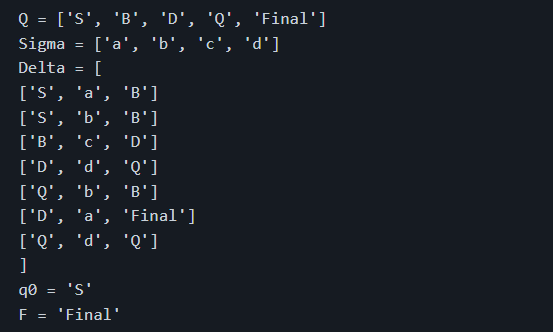 Q = ['S', 'B', 'D', 'Q', 'Final']
Sigma = ['a', 'b', 'c', 'd']
Delta = [
['S', 'a', 'B']
['S', 'b', 'B']
['B', 'c', 'D']
['D', 'd', 'Q']
['Q', 'b', 'B']
['D', 'a', 'Final']
['Q', 'd', 'Q']
]
q0 = 'S'
F = 'Final'